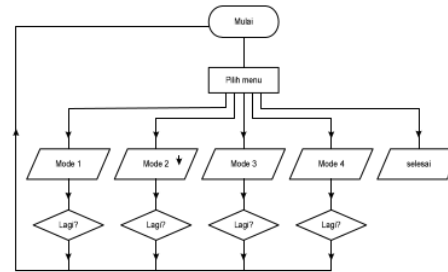 Mulai
Pilih menu
Mode 1
Mode 2
Mode 3
Mode 4
selesai
Lagi?
Lagi?
Lagi?
Lagi?